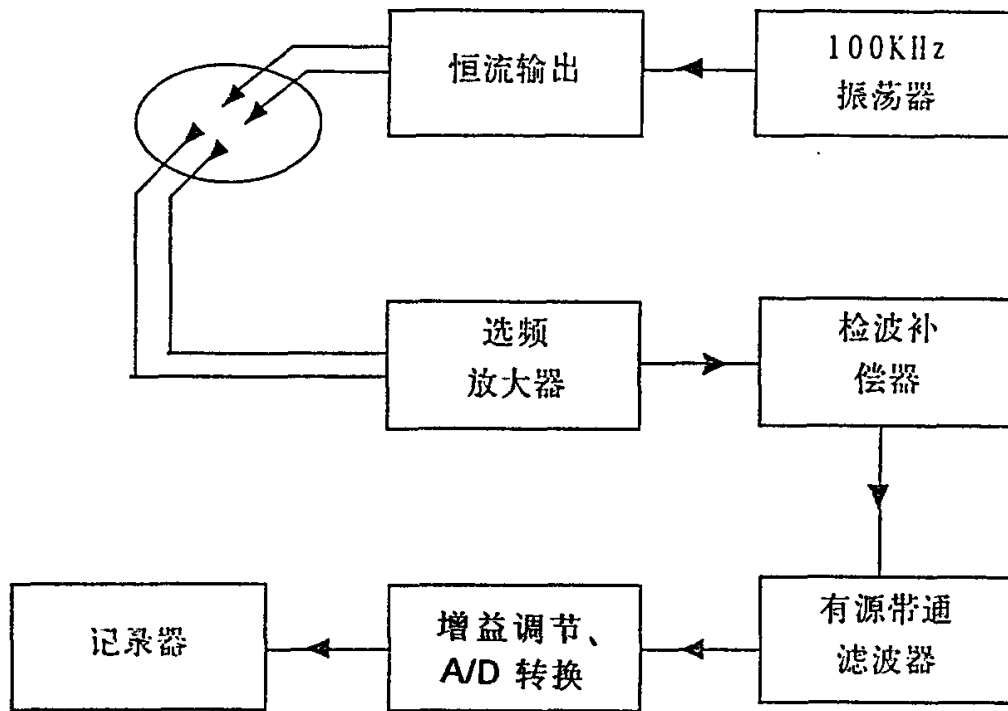 恒流输出
100KHz
振荡器
选频
放大器
检波补
偿器
记录器
增益调节、
A/D 转换
有源带通
滤波器